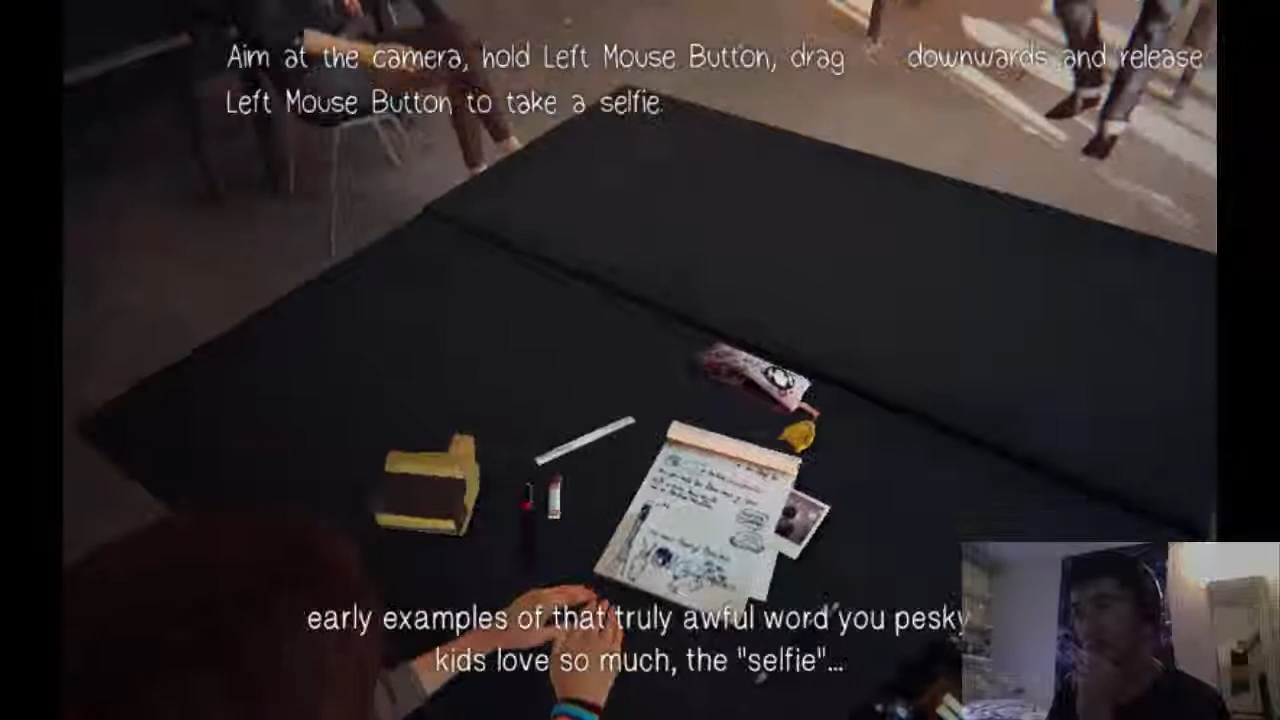 Aim at the camera, hold Left Mouse Button, drag downwards and release
Left Mouse Button to take a selfie.
early examples of that truly awful word you pesky
kids love so much, the "selfie"...